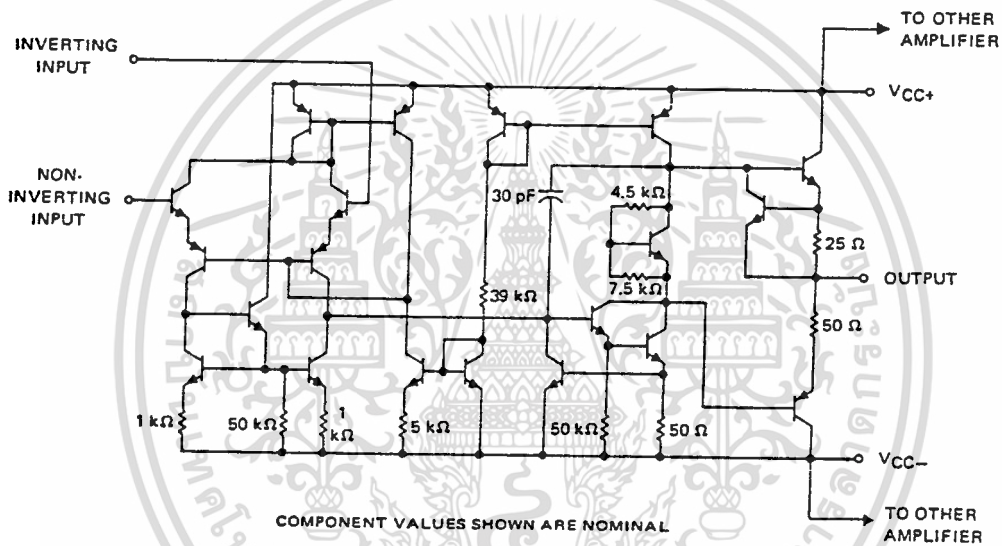 INVERTING
INPUT
NON-
INVERTING
INPUT
TO OTHER
AMPLIFIER
VCC+
30 pF
4.5 kΩ
7.5 kΩ
25 Ω
OUTPUT
39 kΩ
50 Ω
1 kΩ
50 kΩ
1
kΩ
5 kΩ
50 kΩ
50 Ω
VCC−
COMPONENT VALUES SHOWN ARE NOMINAL
TO OTHER
AMPLIFIER